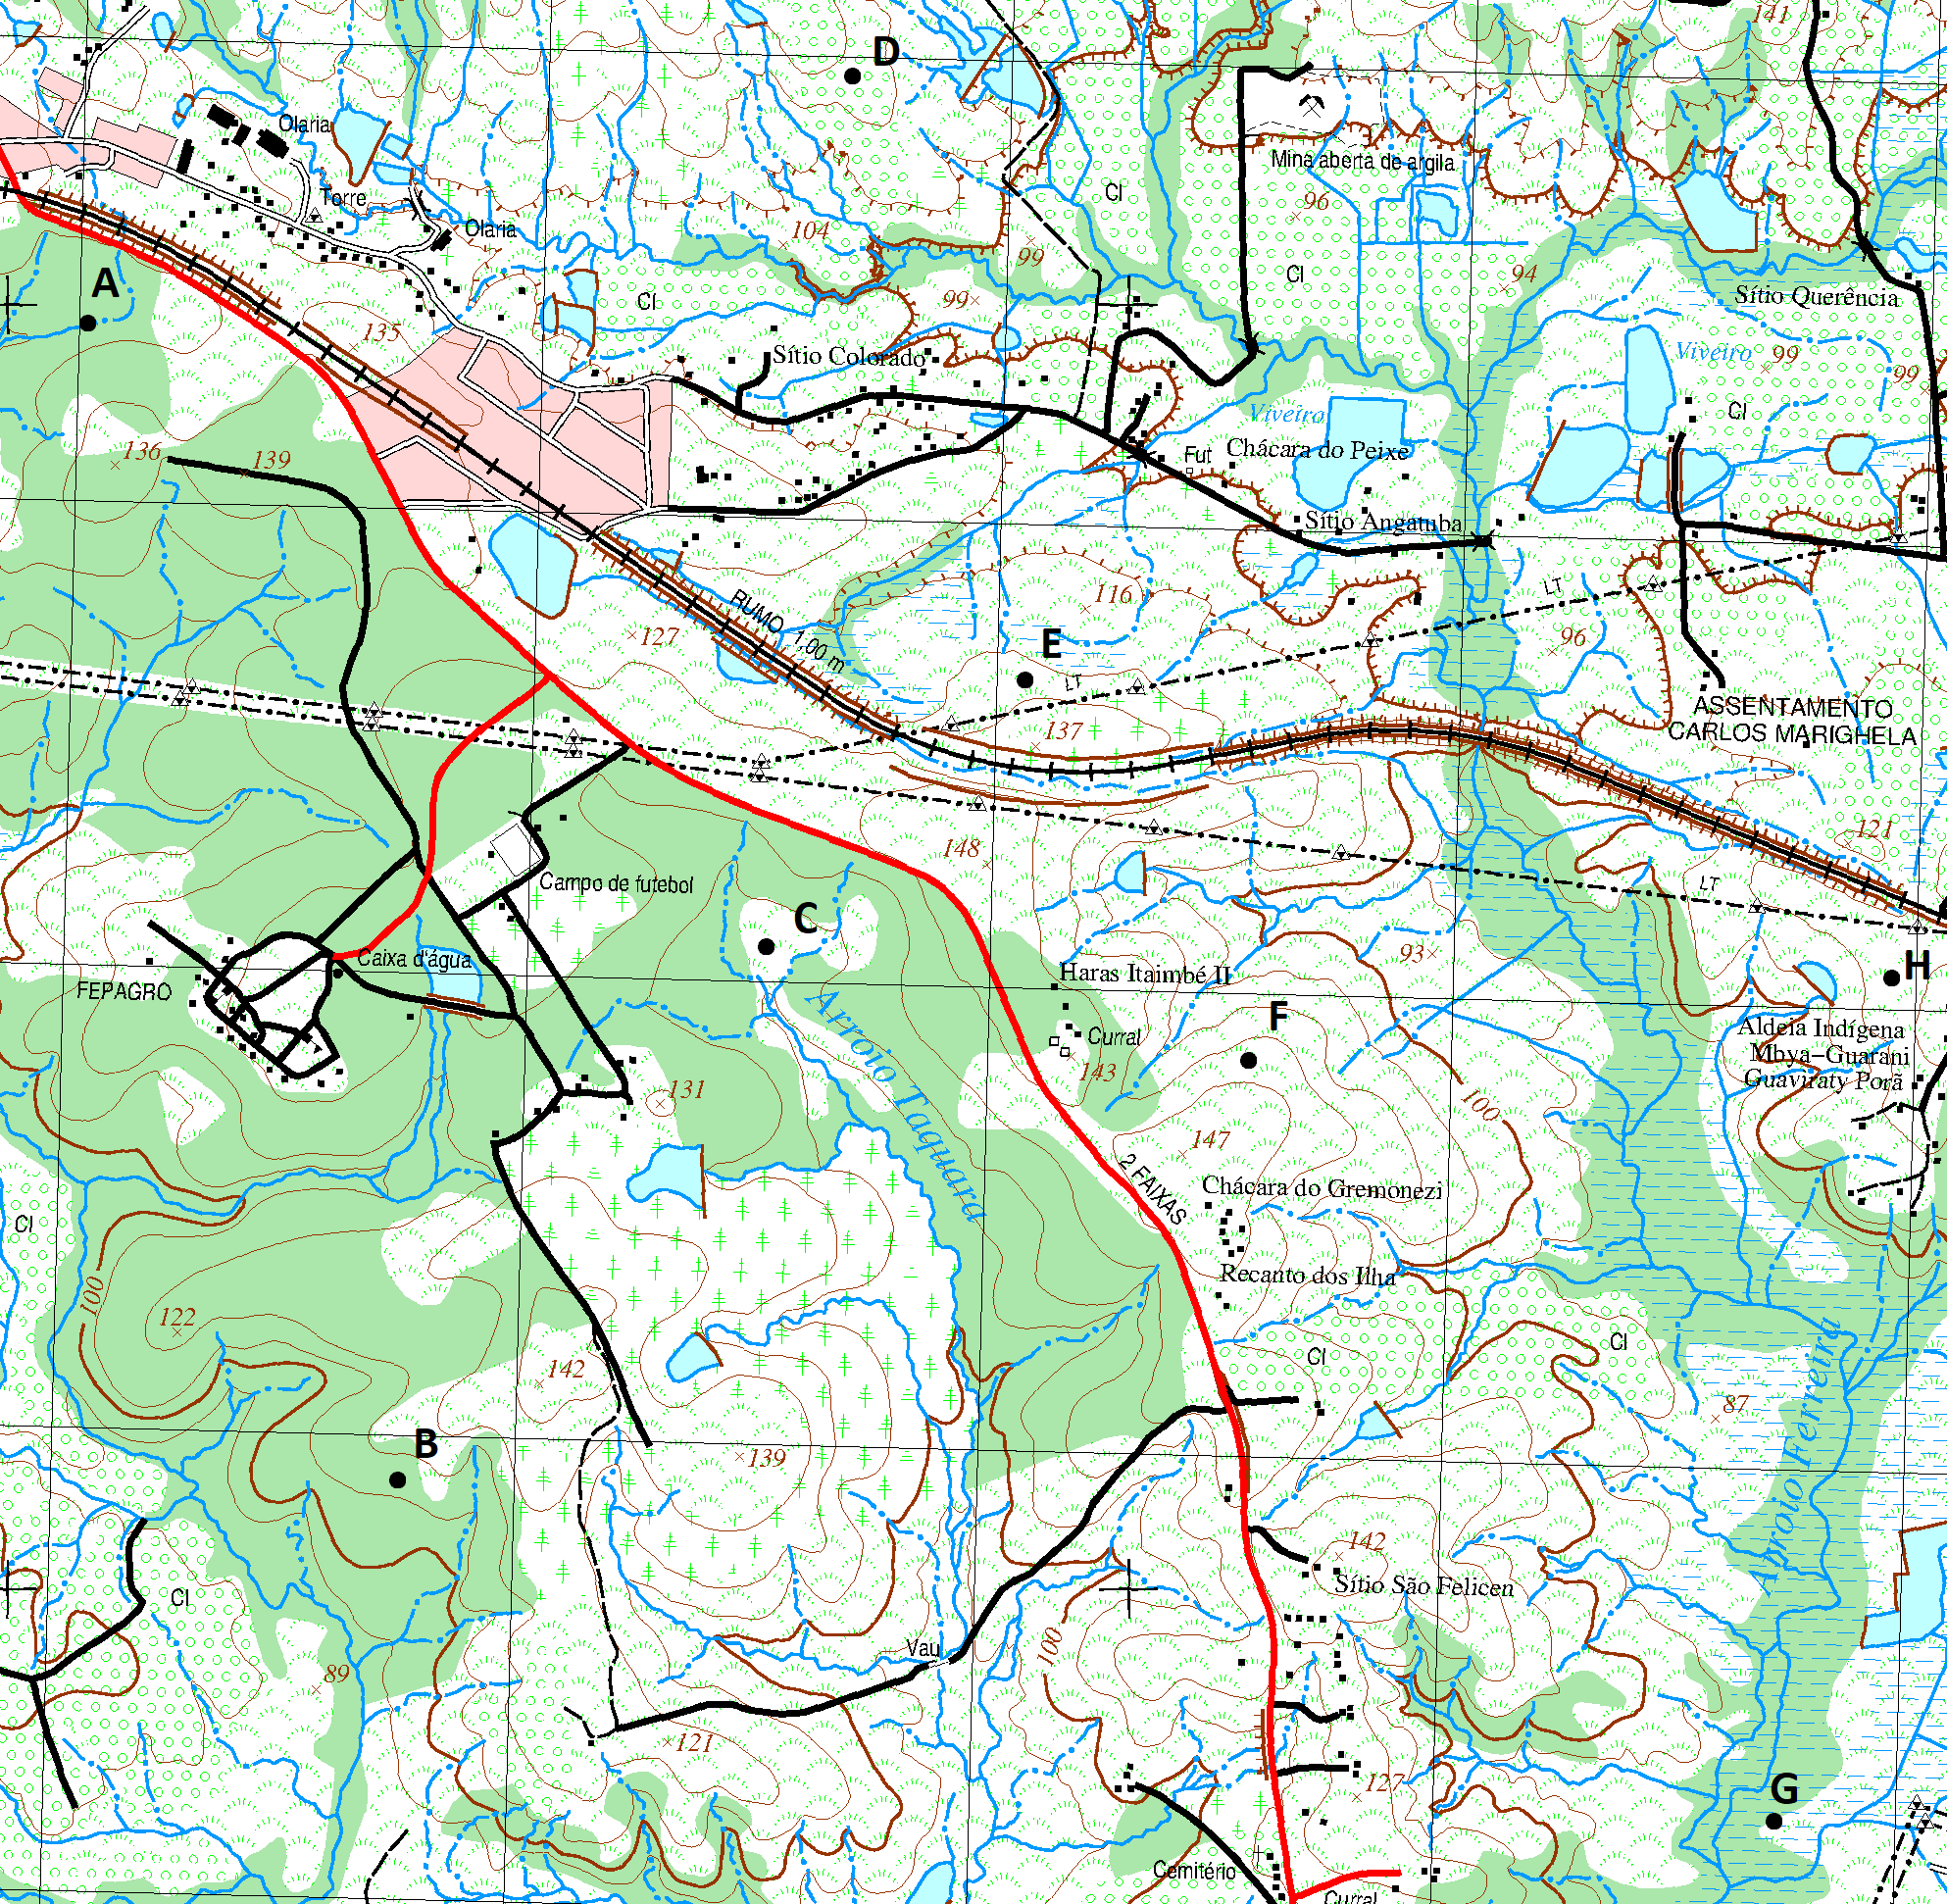 141
D
Olaria
Mina aberta de argila
Torre
Cl
96
Olaria
104
99
A
Cl
94
Cl
99
Sítio Querência
135
Sítio Colorado
Viveiro
99
99
Viveiro
Cl
136
139
Fut
Chácara do Peixe
Sítio Angatuba
RUMO 1,00 m
116
LT
127
E
96
LT
137
ASSENTAMENTO
CARLOS MARIGHELA
148
121
Campo de futebol
LT
C
93
H
Caixa d'água
Haras Itaimbé II
FEPAGRO
F
Arroio Taquara
Curral
Aldeia Indígena
Mbya-Guarani
Guaviraty Porã
143
131
100
147
2 FAIXAS
Chácara do Gremonezi
Cl
Recanto dos Ilha
100
122
Cl
Cl
142
87
Arroio Ferreira
B
139
142
Sítio São Felicen
Cl
100
Vau
89
121
127
G
Cemitério
Curral